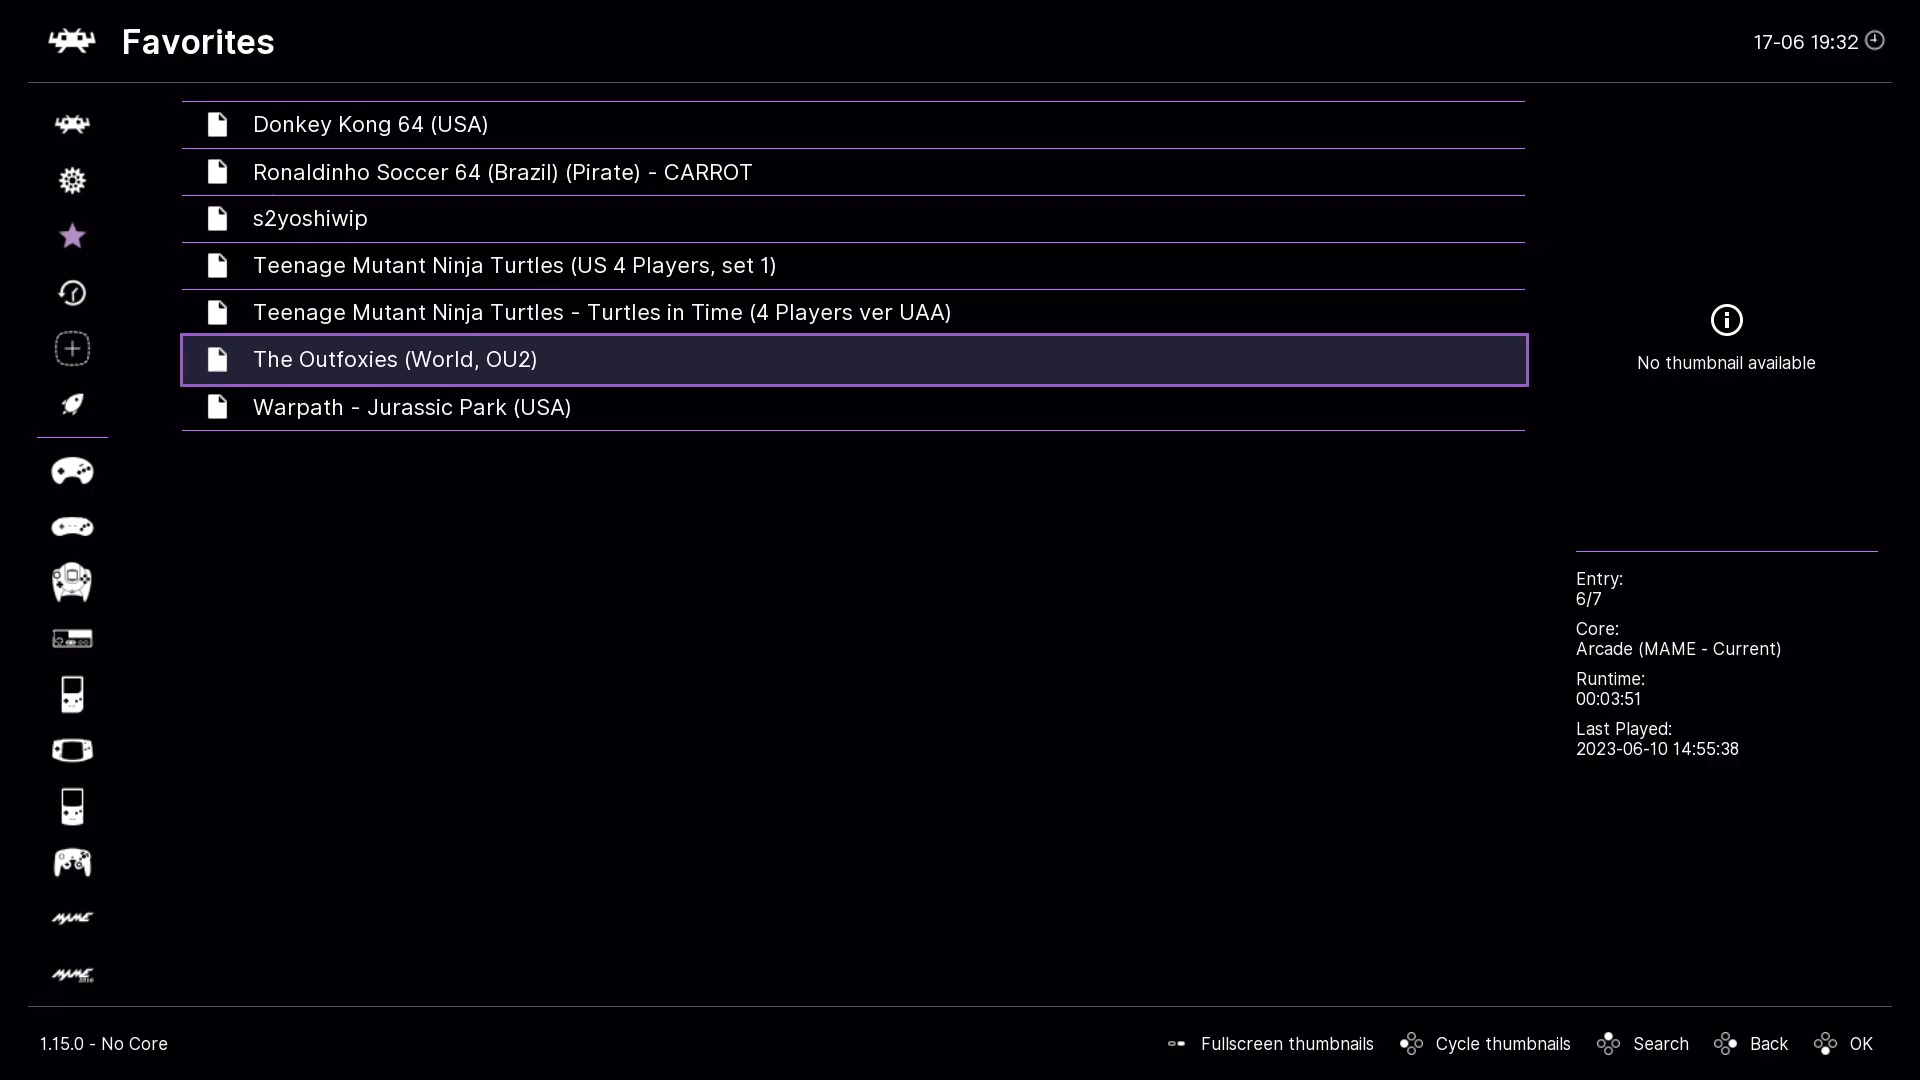 Favorites
17-06 19:32
Donkey Kong 64 (USA)
Ronaldinho Soccer 64 (Brazil) (Pirate) - CARROT
s2yoshiwip
Teenage Mutant Ninja Turtles (US 4 Players, set 1)
Teenage Mutant Ninja Turtles - Turtles in Time (4 Players ver UAA)
The Outfoxies (World, OU2)
Warpath - Jurassic Park (USA)
No thumbnail available
Entry:
6/7
Core:
Arcade (MAME - Current)
Runtime:
00:03:51
Last Played:
2023-06-10 14:55:38
MAME
MAME
2016
1.15.0 - No Core
Fullscreen thumbnails
Cycle thumbnails
Search
Back
OK